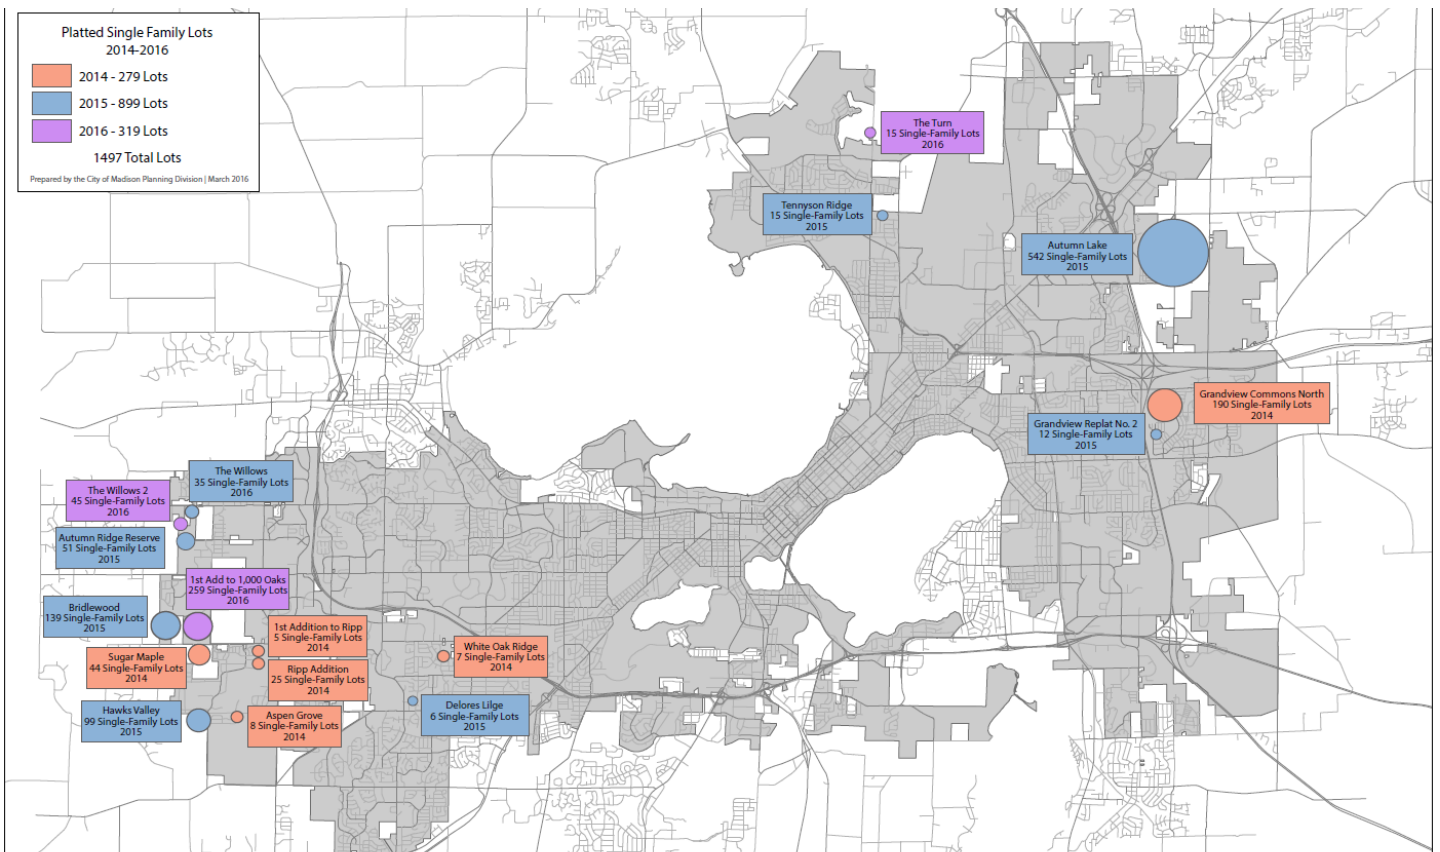 Platted Single Family Lots
2014-2016
2014 - 279 Lots
2015 - 899 Lots
2016 - 319 Lots
1497 Total Lots
Prepared by the City of Madison Planning Division | March 2016
The Turn
15 Single-Family Lots
2016
Tennyson Ridge
15 Single-Family Lots
2015
Autumn Lake
542 Single-Family Lots
2015
Grandview Commons North
190 Single-Family Lots
2014
Grandview Replat No. 2
12 Single-Family Lots
2015
The Willows
35 Single-Family Lots
2016
The Willows 2
45 Single-Family Lots
2016
Autumn Ridge Reserve
51 Single-Family Lots
2015
1st Add to 1,000 Oaks
259 Single-Family Lots
2016
Bridlewood
139 Single-Family Lots
2015
1st Addition to Ripp
5 Single-Family Lots
2014
White Oak Ridge
7 Single-Family Lots
2014
Sugar Maple
44 Single-Family Lots
2014
Ripp Addition
25 Single-Family Lots
2014
Hawks Valley
99 Single-Family Lots
2015
Aspen Grove
8 Single-Family Lots
2014
Delores Lilge
6 Single-Family Lots
2015